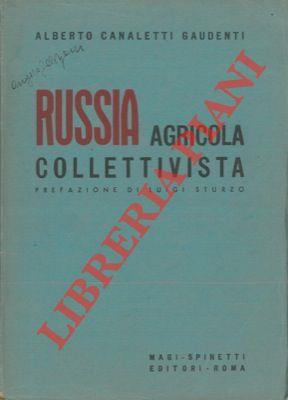 ALBERTO CANALETTI GAUDENTI
RUSSIA AGRICOLA
COLLETTIVISTA
PREFAZIONE DI LUIGI STURZO
LIBRERIA PIANI
MAGI-SPINETTI
EDITORI-ROMA